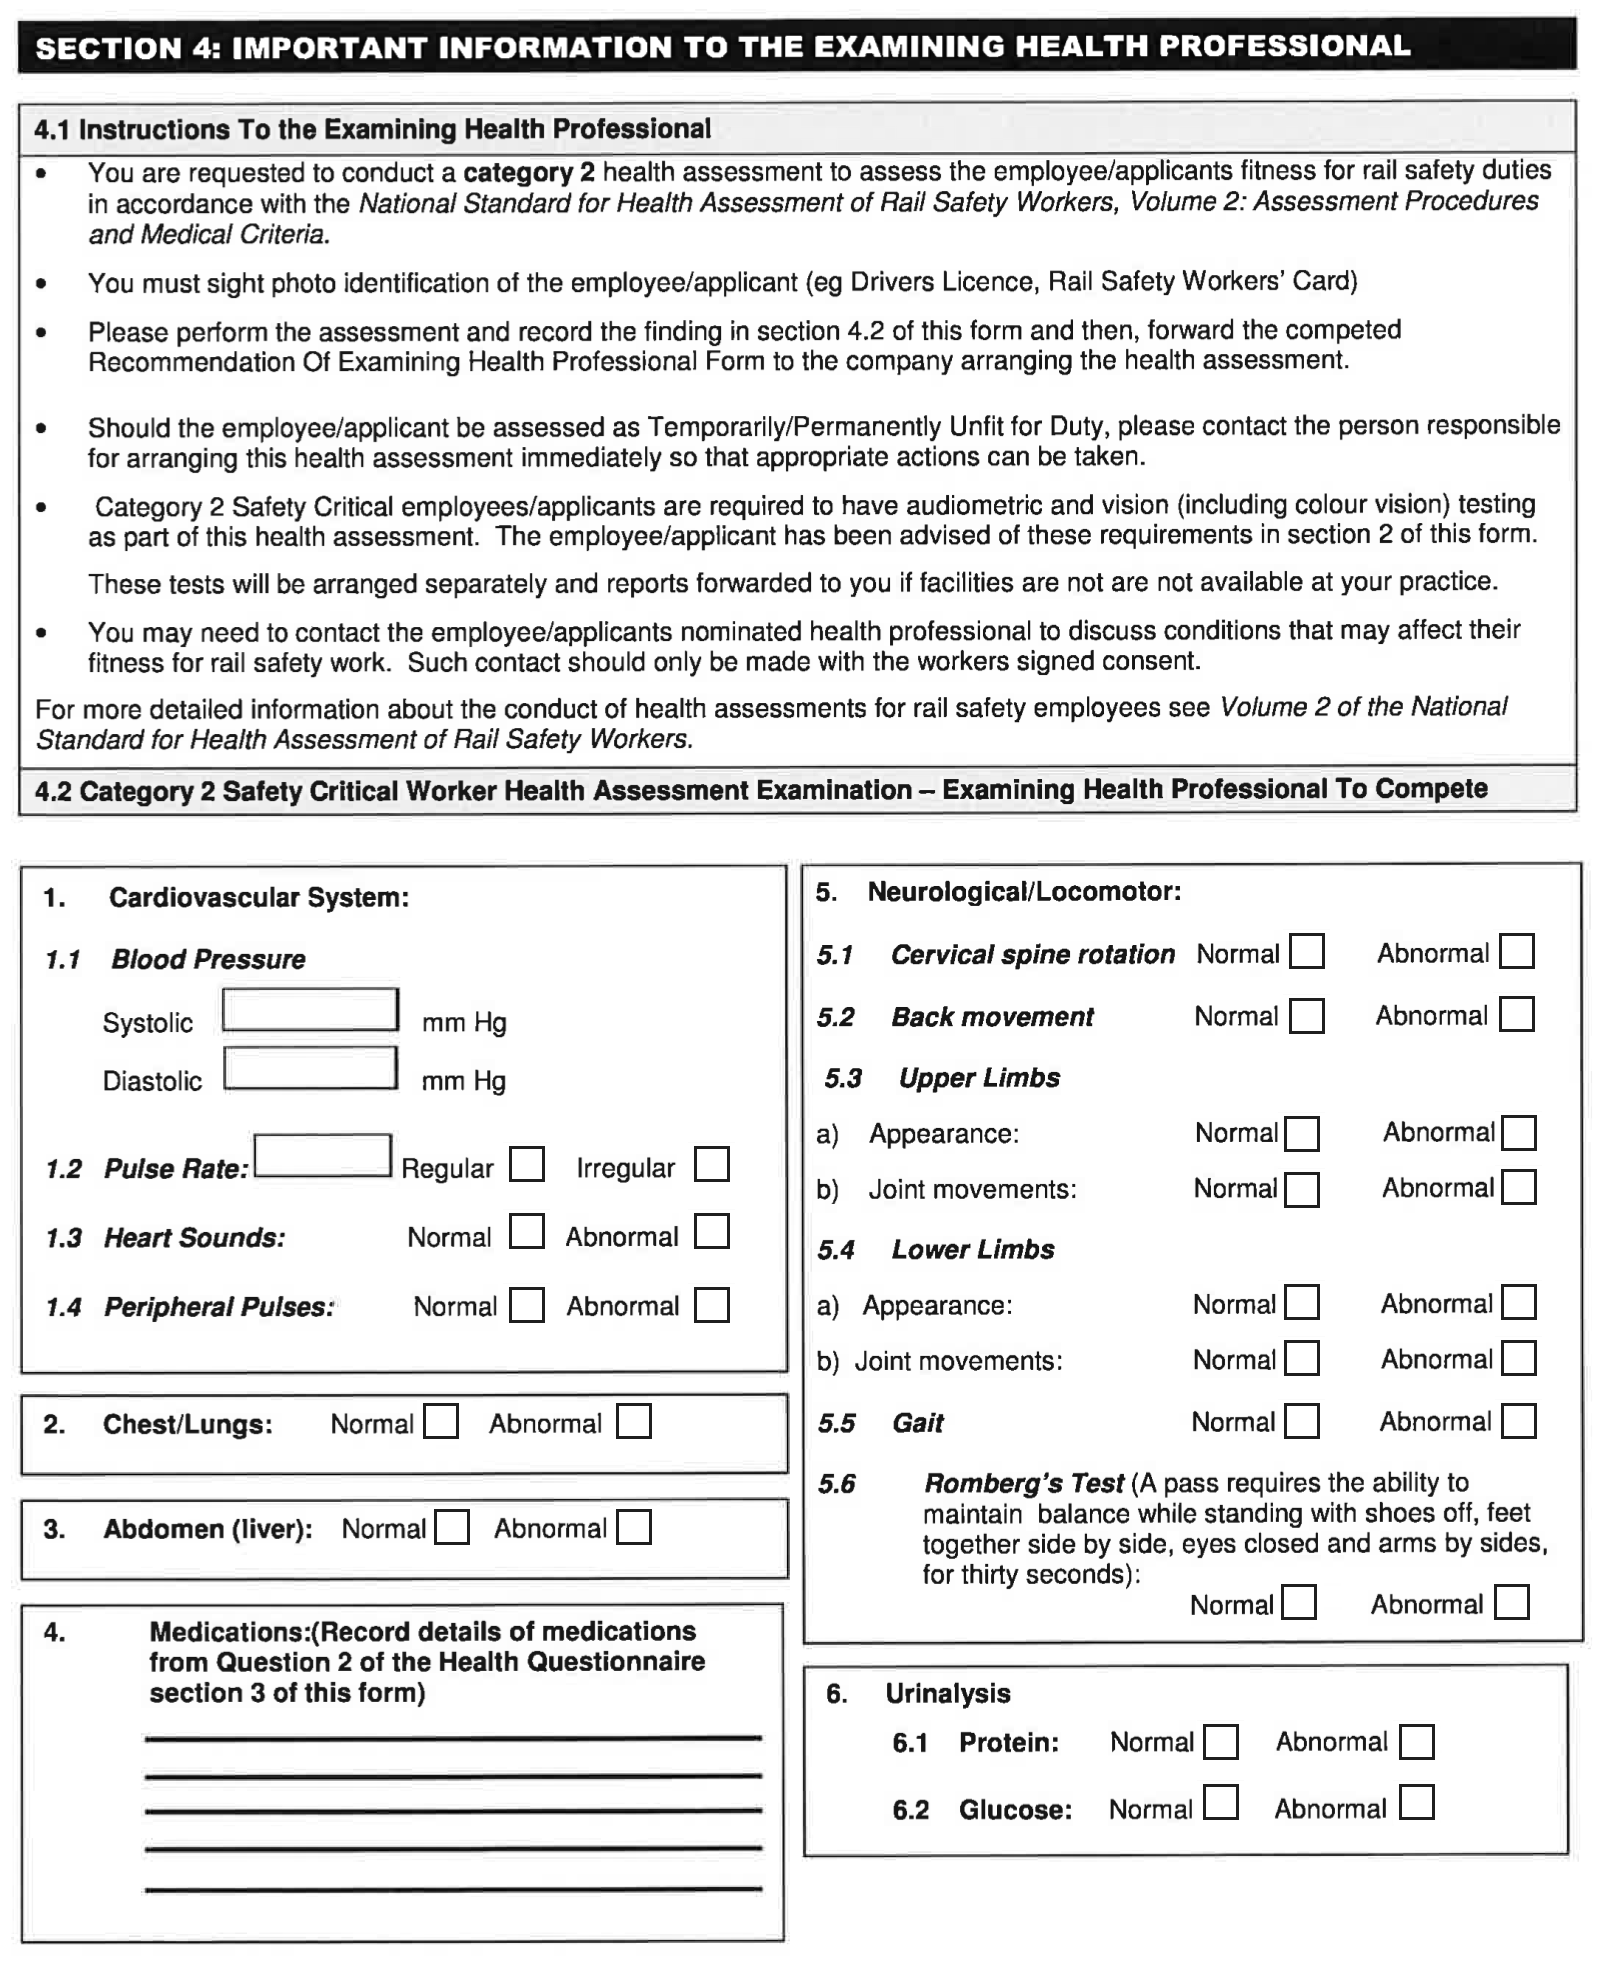 SECTION 4: IMPORTANT INFORMATION TO THE EXAMINING HEALTH PROFESSIONAL
4.1 Instructions To the Examining Health Professional
• You are requested to conduct a category 2 health assessment to assess the employee/applicants fitness for rail safety duties
in accordance with the National Standard for Health Assessment of Rail Safety Workers, Volume 2: Assessment Procedures
and Medical Criteria.
• You must sight photo identification of the employee/applicant (eg Drivers Licence, Rail Safety Workers' Card)
• Please perform the assessment and record the finding in section 4.2 of this form and then, forward the competed
Recommendation Of Examining Health Professional Form to the company arranging the health assessment.
• Should the employee/applicant be assessed as Temporarily/Permanently Unfit for Duty, please contact the person responsible
for arranging this health assessment immediately so that appropriate actions can be taken.
• Category 2 Safety Critical employees/applicants are required to have audiometric and vision (including colour vision) testing
as part of this health assessment. The employee/applicant has been advised of these requirements in section 2 of this form.
These tests will be arranged separately and reports forwarded to you if facilities are not are not available at your practice.
• You may need to contact the employee/applicants nominated health professional to discuss conditions that may affect their
fitness for rail safety work. Such contact should only be made with the workers signed consent.
For more detailed information about the conduct of health assessments for rail safety employees see Volume 2 of the National
Standard for Health Assessment of Rail Safety Workers.
4.2 Category 2 Safety Critical Worker Health Assessment Examination – Examining Health Professional To Compete
1. Cardiovascular System:
1.1 Blood Pressure
Systolic mm Hg
Diastolic mm Hg
1.2 Pulse Rate: Regular Irregular
1.3 Heart Sounds: Normal Abnormal
1.4 Peripheral Pulses: Normal Abnormal
2. Chest/Lungs: Normal Abnormal
3. Abdomen (liver): Normal Abnormal
4. Medications:(Record details of medications
from Question 2 of the Health Questionnaire
section 3 of this form)
5. Neurological/Locomotor:
5.1 Cervical spine rotation Normal Abnormal
5.2 Back movement Normal Abnormal
5.3 Upper Limbs
a) Appearance: Normal Abnormal
b) Joint movements: Normal Abnormal
5.4 Lower Limbs
a) Appearance: Normal Abnormal
b) Joint movements: Normal Abnormal
5.5 Gait Normal Abnormal
5.6 Romberg's Test (A pass requires the ability to
maintain balance while standing with shoes off, feet
together side by side, eyes closed and arms by sides,
for thirty seconds):
Normal Abnormal
6. Urinalysis
6.1 Protein: Normal Abnormal
6.2 Glucose: Normal Abnormal